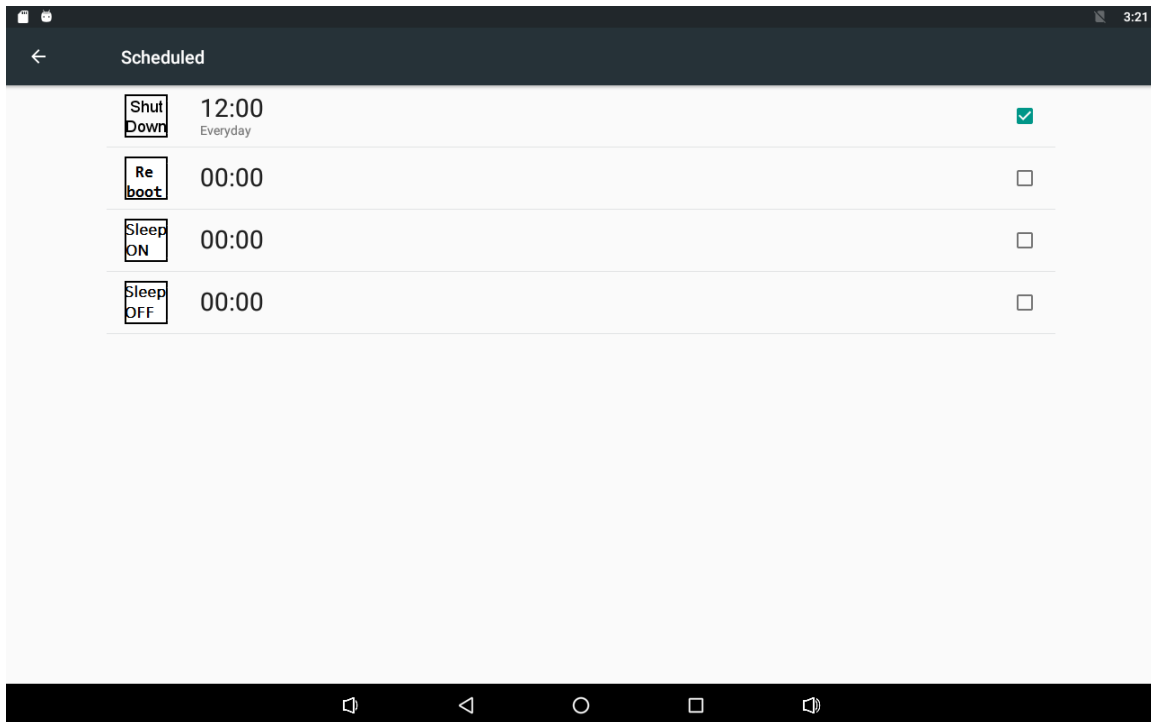 3:21
Scheduled
Shut
Down
12:00
Everyday
Re
boot
00:00
Sleep
ON
00:00
Sleep
OFF
00:00